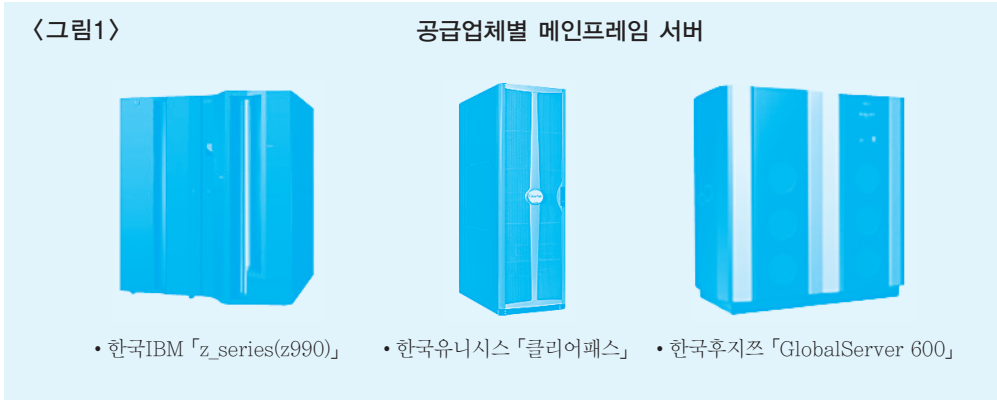 〈그림1〉 공급업체별 메인프레임 서버
• 한국IBM 「z_series(z990)」 • 한국유니시스 「클리어패스」 • 한국후지쯔 「GlobalServer 600」